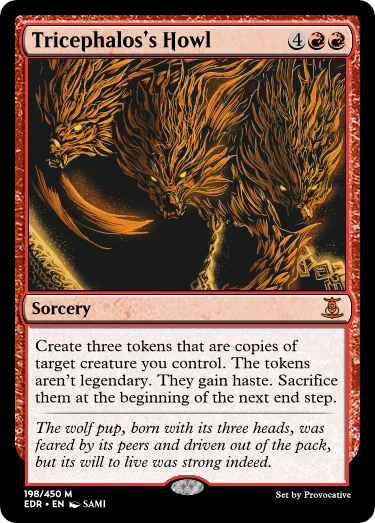 Tricephalos's Howl 4
Sorcery
Create three tokens that are copies of
target creature you control. The tokens
aren't legendary. They gain haste. Sacrifice
them at the beginning of the next end step.
The wolf pup, born with its three heads, was
feared by its peers and driven out of the pack,
but its will to live was strong indeed.
198/450 M
EDR • EN SAMI
Set by Provocative